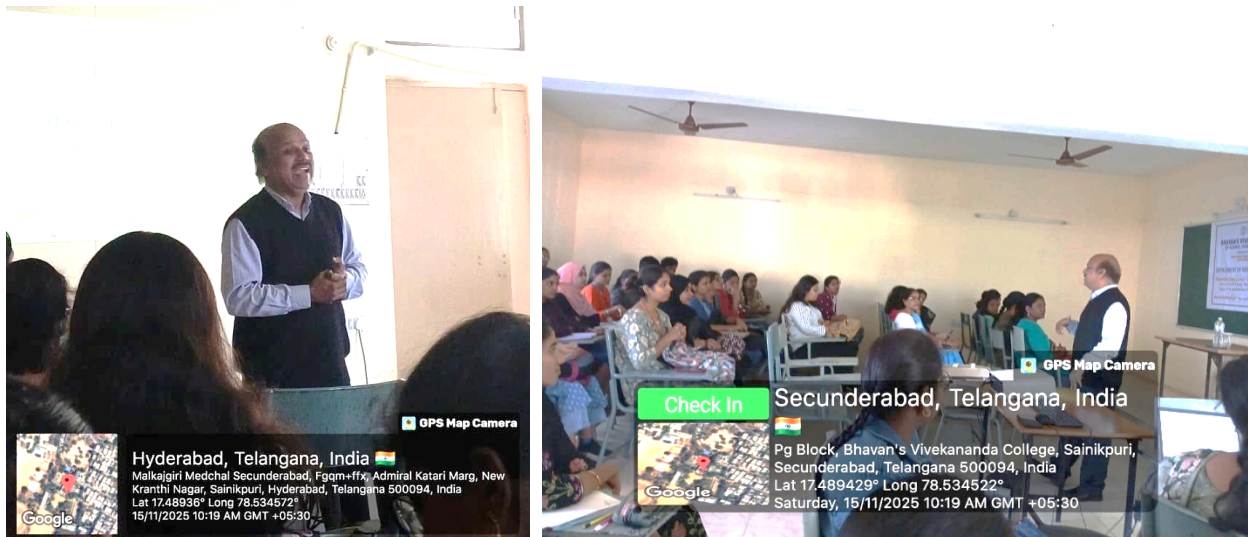 GPS Map Camera
Hyderabad, Telangana, India
Malkajgiri Medchal Secunderabad, Fgqm+ffx, Admiral Katari Marg, New
Kranthi Nagar, Sainikpuri, Hyderabad, Telangana 500094, India
Lat 17.48936° Long 78.534572°
15/11/2025 10:19 AM GMT +05:30
Google
GPS Map Camera
Check In
Secunderabad, Telangana, India
Pg Block, Bhavan's Vivekananda College, Sainikpuri,
Secunderabad, Telangana 500094, India
Lat 17.489429° Long 78.534522°
Saturday, 15/11/2025 10:19 AM GMT +05:30
Google